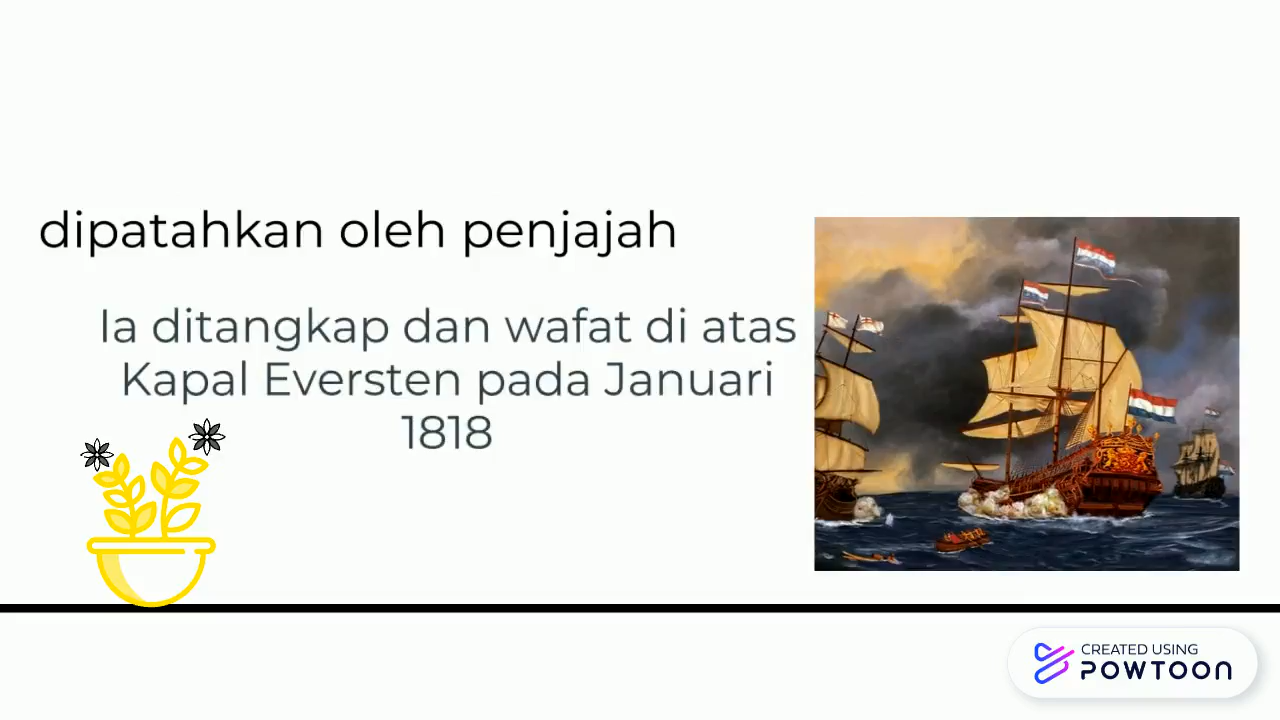 dipatahkan oleh penjajah
Ia ditangkap dan wafat di atas
Kapal Eversten pada Januari
1818
CREATED USING
POWTOON